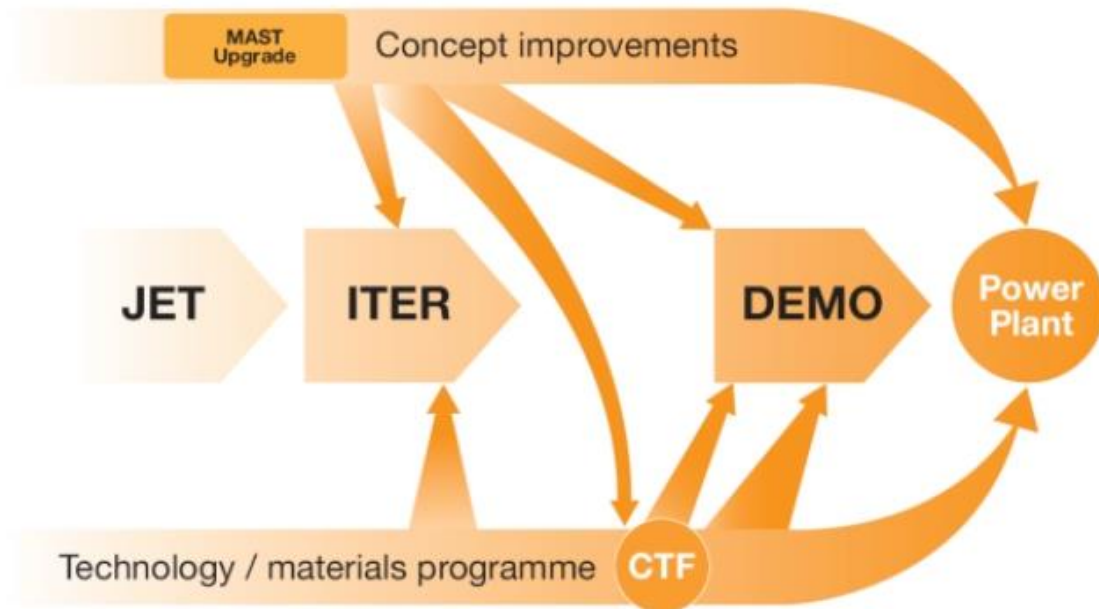 MAST
Upgrade
Concept improvements
JET
ITER
DEMO
Power
Plant
Technology / materials programme
CTF